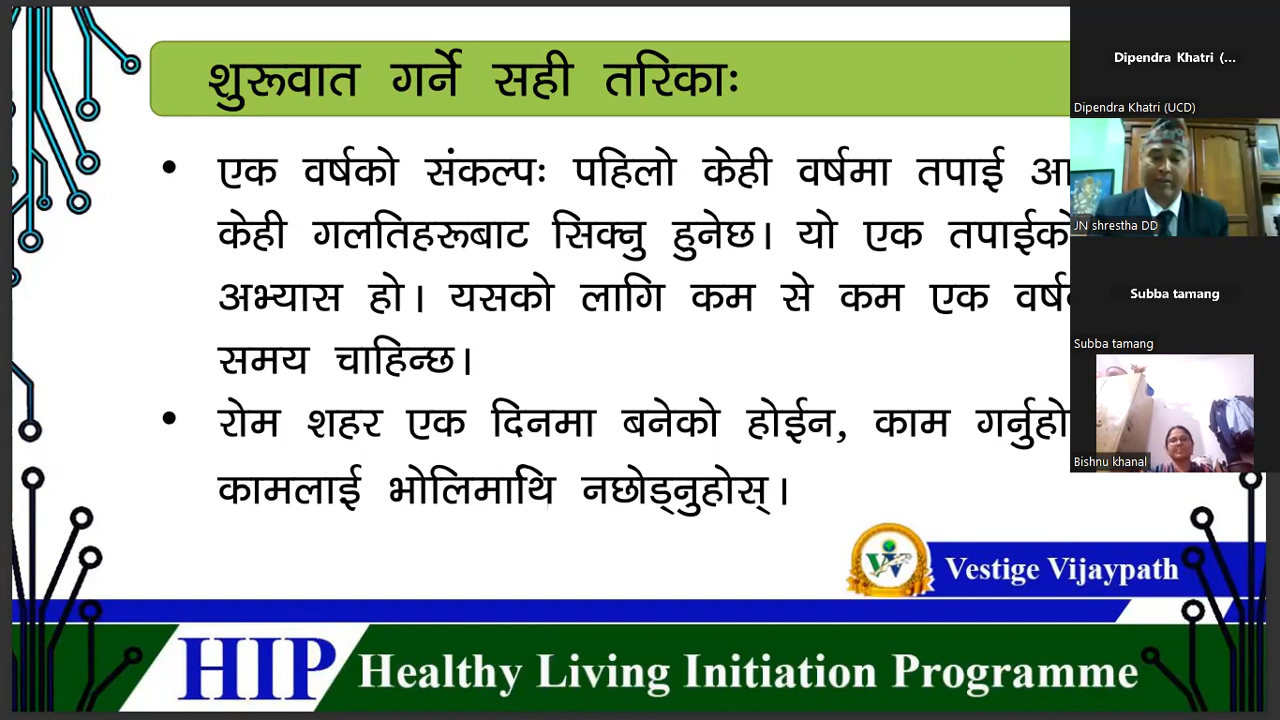 शुरूवात गर्ने सही तरिकाः
एक वर्षको संकल्पः पहिलो केही वर्षमा तपाई
केही गलतिहरूबाट सिक्नु हुनेछ। यो एक तपाईको
अभ्यास हो। यसको लागि कम से कम एक
समय चाहिन्छ।
रोम शहर एक दिनमा बनेको होईन, काम
कामलाई भोलिमाथि नछोड्नुहोस्।
Vestige Vijaypath
HIP Healthy Living Initiation Programme
Dipendra Khatri (...
Dipendra Khatri (UCD)
JN shrestha DD
Subba tamang
Subba tamang
Bishnu khanal